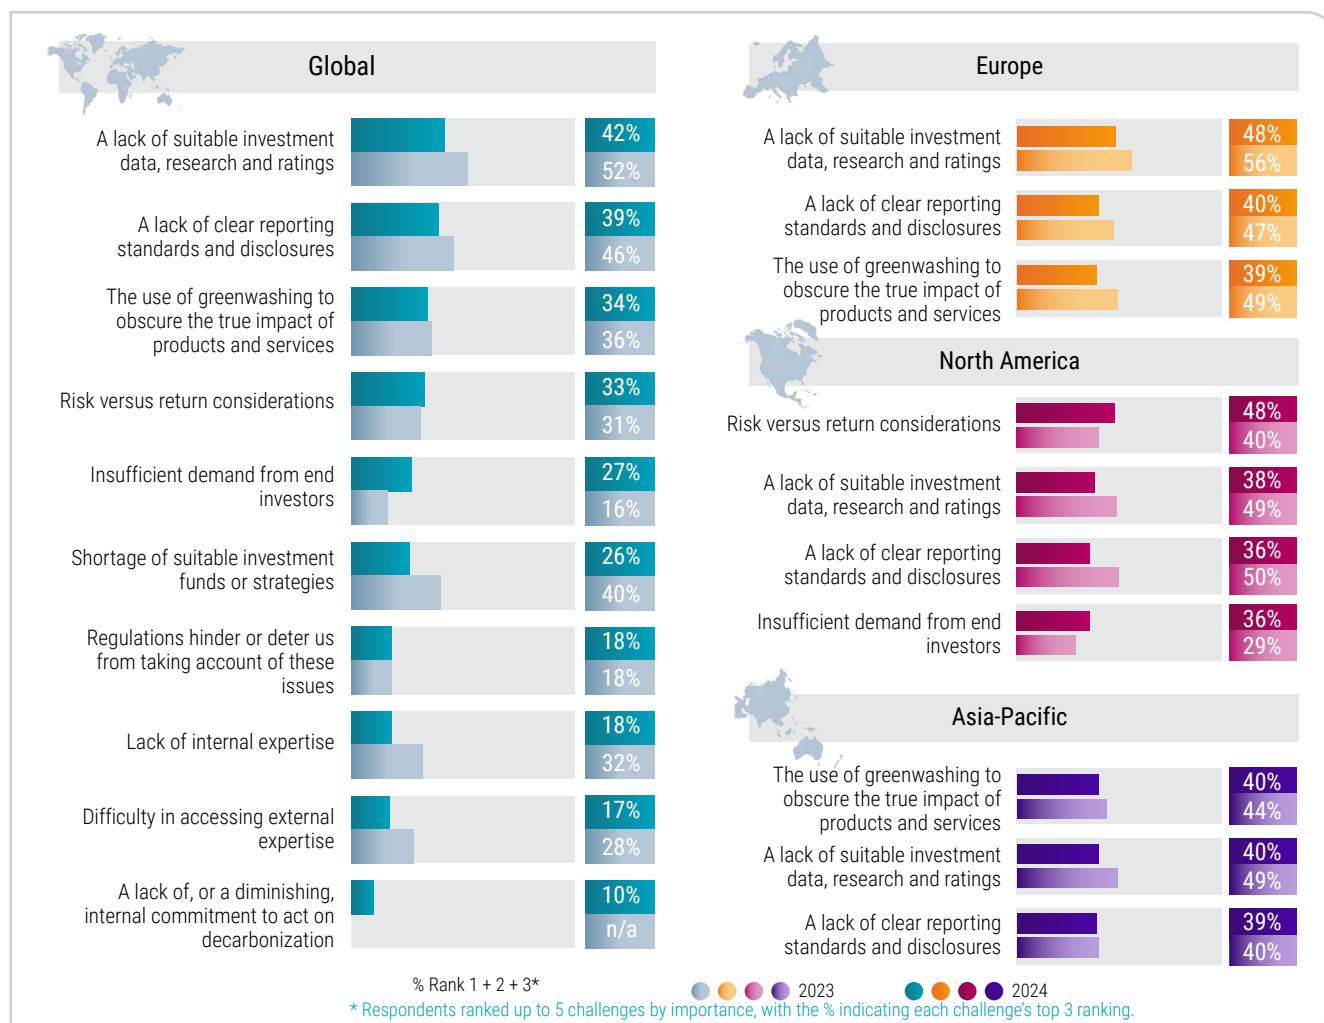 Global
A lack of suitable investment
data, research and ratings
42%
52%
A lack of clear reporting
standards and disclosures
39%
46%
The use of greenwashing to
obscure the true impact of
products and services
34%
36%
Risk versus return considerations
33%
31%
Insufficient demand from end
investors
27%
16%
Shortage of suitable investment
funds or strategies
26%
40%
Regulations hinder or deter us
from taking account of these
issues
18%
18%
Lack of internal expertise
18%
32%
Difficulty in accessing external
expertise
17%
28%
A lack of, or a diminishing,
internal commitment to act on
decarbonization
10%
n/a
Europe
A lack of suitable investment
data, research and ratings
48%
56%
A lack of clear reporting
standards and disclosures
40%
47%
The use of greenwashing to
obscure the true impact of
products and services
39%
49%
North America
Risk versus return considerations
48%
40%
A lack of suitable investment
data, research and ratings
38%
49%
A lack of clear reporting
standards and disclosures
36%
50%
Insufficient demand from end
investors
36%
29%
Asia-Pacific
The use of greenwashing to
obscure the true impact of
products and services
40%
44%
A lack of suitable investment
data, research and ratings
40%
49%
A lack of clear reporting
standards and disclosures
39%
40%
% Rank 1 + 2 + 3*
2023
2024
* Respondents ranked up to 5 challenges by importance, with the % indicating each challenge's top 3 ranking.